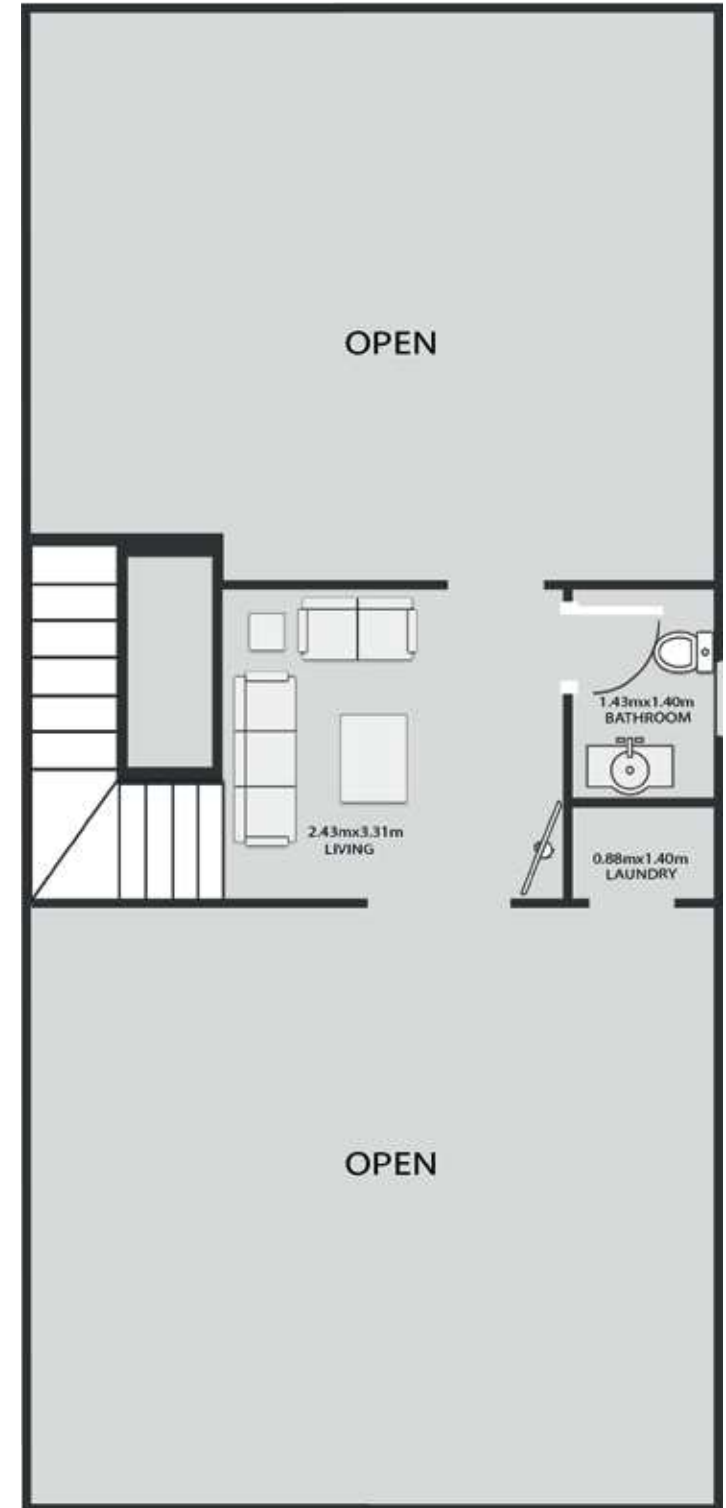 OPEN
1.43mx1.40m
BATHROOM
2.43mx3.31m
LIVING
0.88mx1.40m
LAUNDRY
OPEN